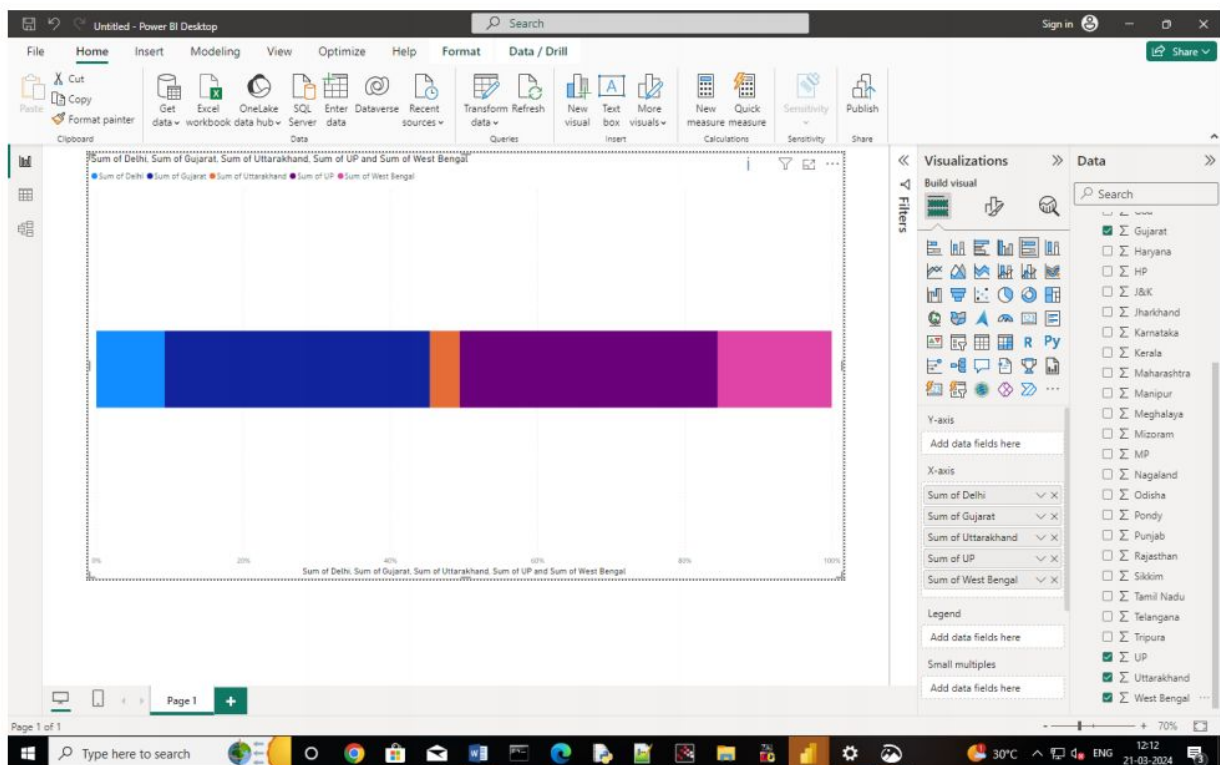 Untitled - Power BI Desktop
Search
Sign in
File Home Insert Modeling View Optimize Help Format Data / Drill
Share
Paste
Cut
Copy
Format painter
Clipboard
Get data
Excel workbook
OneLake data hub
SQL Server
Enter data
Dataverse
Recent sources
Data
Transform data
Refresh
Queries
New visual
Text box
More visuals
Insert
New measure
Quick measure
Calculations
Sensitivity
Sensitivity
Publish
Share
Sum of Delhi, Sum of Gujarat, Sum of Uttarakhand, Sum of UP and Sum of West Bengal
Sum of Delhi Sum of Gujarat Sum of Uttarakhand Sum of UP Sum of West Bengal
0% 20% 40% 60% 80% 100%
Sum of Delhi, Sum of Gujarat, Sum of Uttarakhand, Sum of UP and Sum of West Bengal
Filters
Visualizations
Build visual
R Py
Y-axis
Add data fields here
X-axis
Sum of Delhi
Sum of Gujarat
Sum of Uttarakhand
Sum of UP
Sum of West Bengal
Legend
Add data fields here
Small multiples
Add data fields here
Data
Search
Gujarat
Haryana
HP
J&K
Jharkhand
Karnataka
Kerala
Maharashtra
Manipur
Meghalaya
Mizoram
MP
Nagaland
Odisha
Pondy
Punjab
Rajasthan
Sikkim
Tamil Nadu
Telangana
Tripura
UP
Uttarakhand
West Bengal
Page 1
Page 1 of 1
70%
Type here to search
30°C
ENG
12:12
21-03-2024